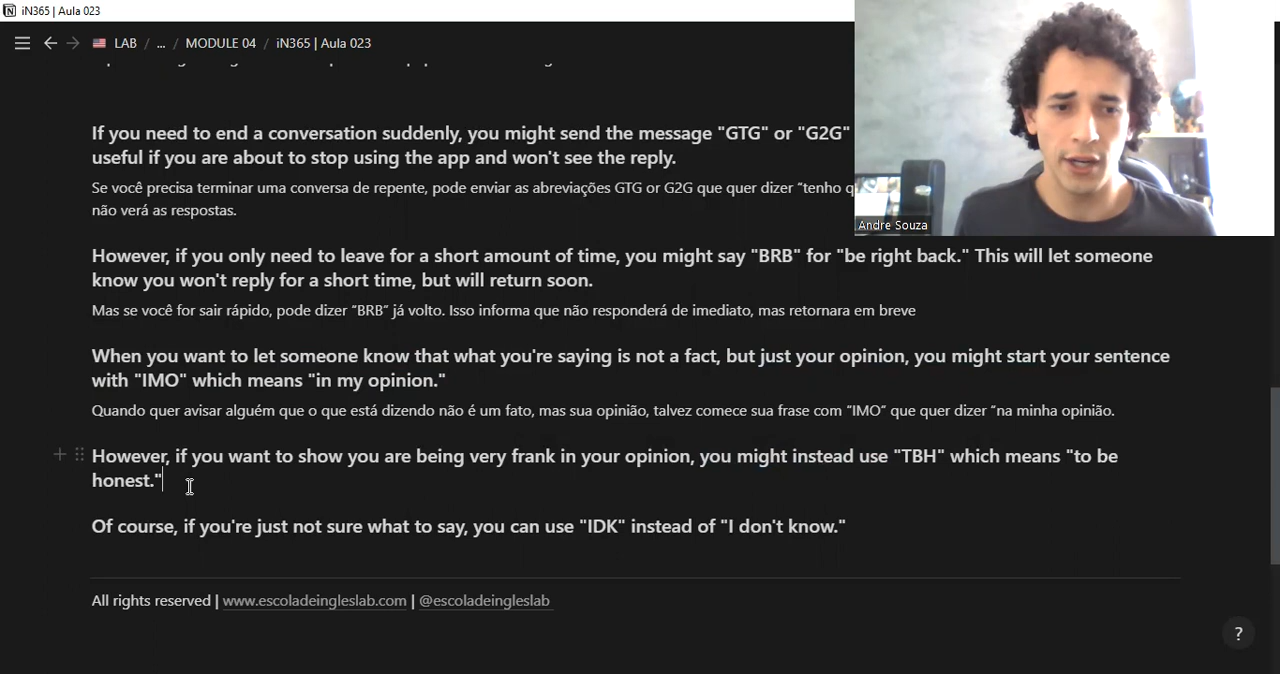 iN365 | Aula 023
LAB / ... / MODULE 04 / iN365 | Aula 023
If you need to end a conversation suddenly, you might send the message "GTG" or "G2G"
useful if you are about to stop using the app and won't see the reply.
Se você precisa terminar uma conversa de repente, pode enviar as abreviações GTG or G2G que quer dizer “tenho q
não verá as respostas.
Andre Souza
However, if you only need to leave for a short amount of time, you might say "BRB" for "be right back." This will let someone
know you won't reply for a short time, but will return soon.
Mas se você for sair rápido, pode dizer “BRB” já volto. Isso informa que não responderá de imediato, mas retornara em breve
When you want to let someone know that what you're saying is not a fact, but just your opinion, you might start your sentence
with "IMO" which means "in my opinion."
Quando quer avisar alguém que o que está dizendo não é um fato, mas sua opinião, talvez comece sua frase com “IMO” que quer dizer “na minha opinião.
However, if you want to show you are being very frank in your opinion, you might instead use "TBH" which means "to be
honest."
Of course, if you're just not sure what to say, you can use "IDK" instead of "I don't know."
All rights reserved | www.escoladeingleslab.com | @escoladeingleslab
?